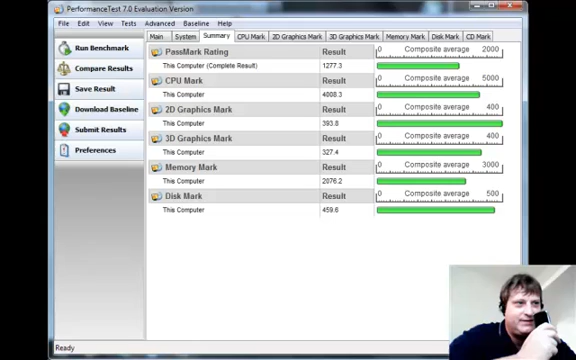 PerformanceTest 7.0 Evaluation Version
File Edit View Tests Advanced Baseline Help
Run Benchmark
Compare Results
Save Result
Download Baseline
Submit Results
Preferences
Main System Summary CPU Mark 2D Graphics Mark 3D Graphics Mark Memory Mark Disk Mark CD Mark
PassMark Rating Result 0 Composite average 2000
This Computer (Complete Result) 1277.3
CPU Mark Result 0 Composite average 5000
This Computer 4008.3
2D Graphics Mark Result 0 Composite average 400
This Computer 393.8
3D Graphics Mark Result 0 Composite average 400
This Computer 327.4
Memory Mark Result 0 Composite average 3000
This Computer 2076.2
Disk Mark Result 0 Composite average 500
This Computer 459.6
Ready